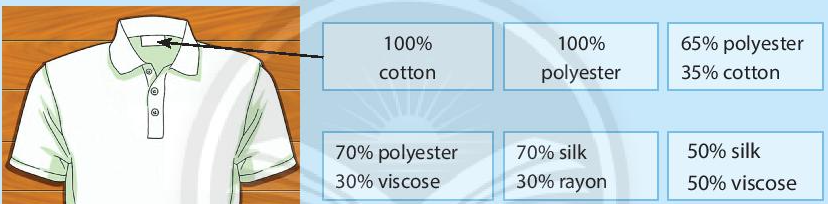 100%
cotton
100%
polyester
65% polyester
35% cotton
70% polyester
30% viscose
70% silk
30% rayon
50% silk
50% viscose